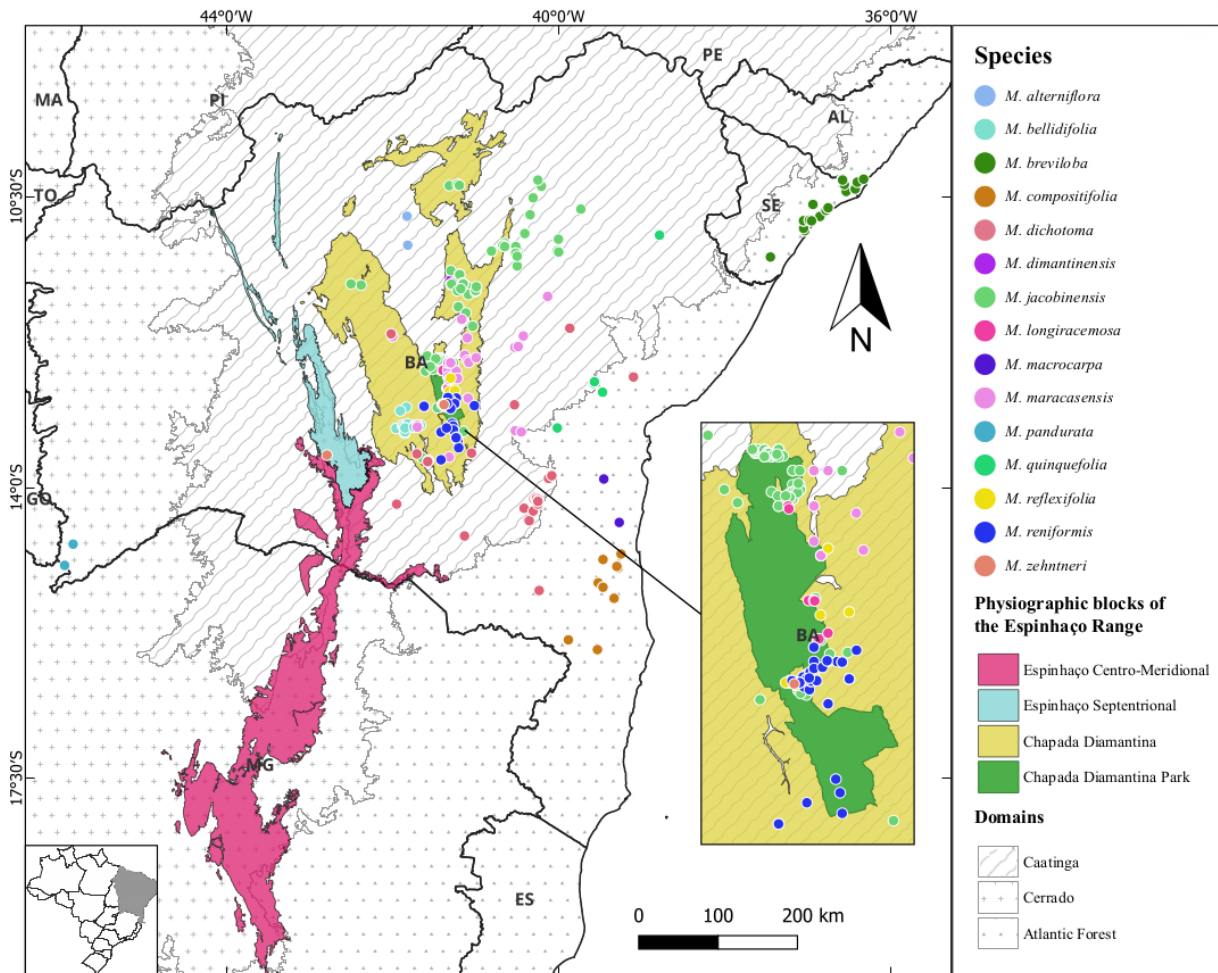 44°0'W 40°0'W 36°0'W
PE
MA PI
AL
10°30'S
TO
SE
N
BA
14°0'S
GO
BA
MG
17°30'S
ES
0 100 200 km
Species
M. alterniflora
M. bellidifolia
M. breviloba
M. compositifolia
M. dichotoma
M. dimantinensis
M. jacobinensis
M. longiracemosa
M. macrocarpa
M. maracasensis
M. pandurata
M. quinquefolia
M. reflexifolia
M. reniformis
M. zehntneri
Physiographic blocks of
the Espinhaço Range
Espinhaço Centro-Meridional
Espinhaço Septentrional
Chapada Diamantina
Chapada Diamantina Park
Domains
Caatinga
Cerrado
Atlantic Forest